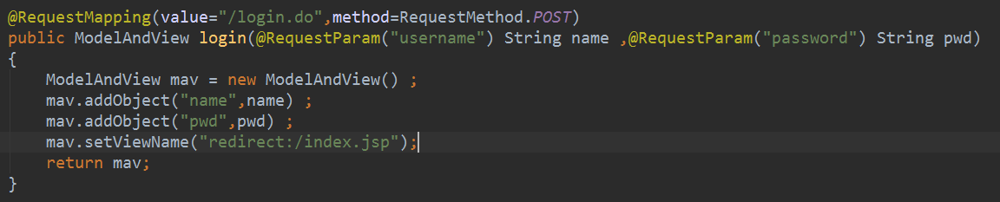 @RequestMapping(value="/login.do",method=RequestMethod.POST)
public ModelAndView login(@RequestParam("username") String name ,@RequestParam("password") String pwd)
{
    ModelAndView mav = new ModelAndView() ;
    mav.addObject("name",name) ;
    mav.addObject("pwd",pwd) ;
    mav.setViewName("redirect:/index.jsp");
    return mav;
}